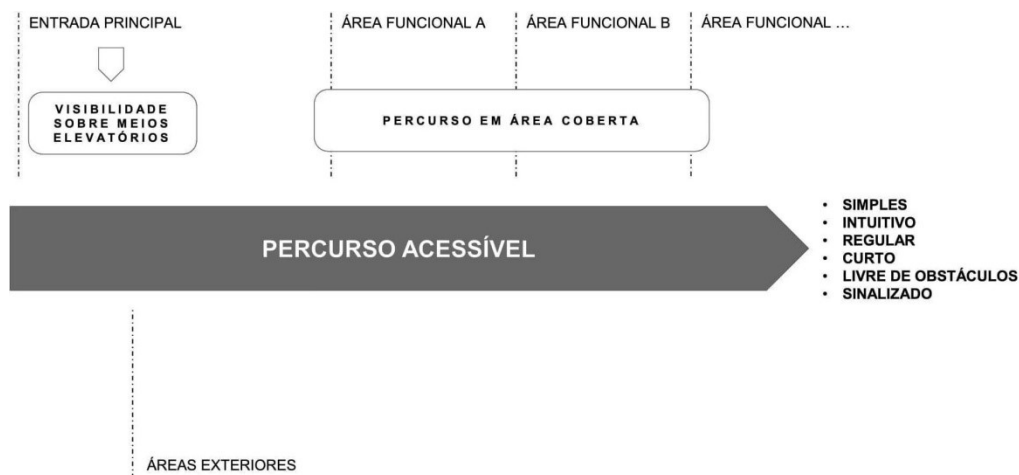 ENTRADA PRINCIPAL
ÁREA FUNCIONAL A
ÁREA FUNCIONAL B
ÁREA FUNCIONAL ...
VISIBILIDADE
SOBRE MEIOS
ELEVATÓRIOS
PERCURSO EM ÁREA COBERTA
PERCURSO ACESSÍVEL
• SIMPLES
• INTUITIVO
• REGULAR
• CURTO
• LIVRE DE OBSTÁCULOS
• SINALIZADO
ÁREAS EXTERIORES